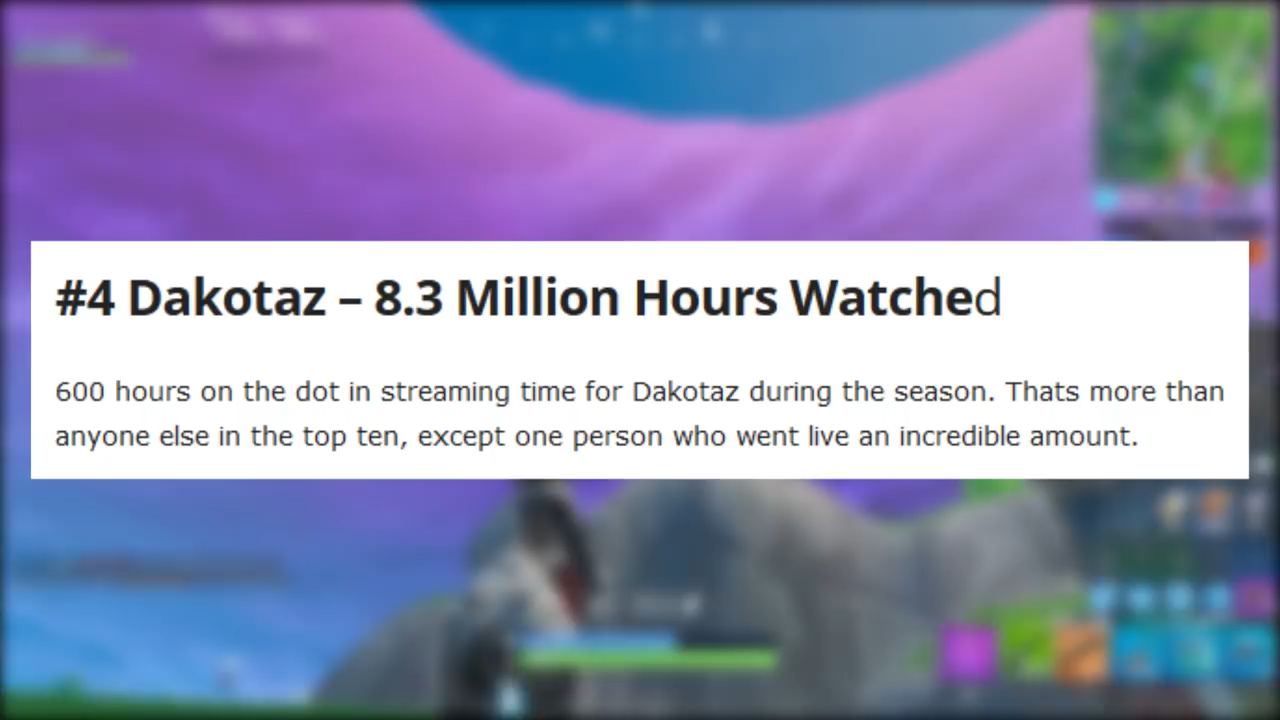 #4 Dakotaz – 8.3 Million Hours Watched
600 hours on the dot in streaming time for Dakotaz during the season. Thats more than
anyone else in the top ten, except one person who went live an incredible amount.